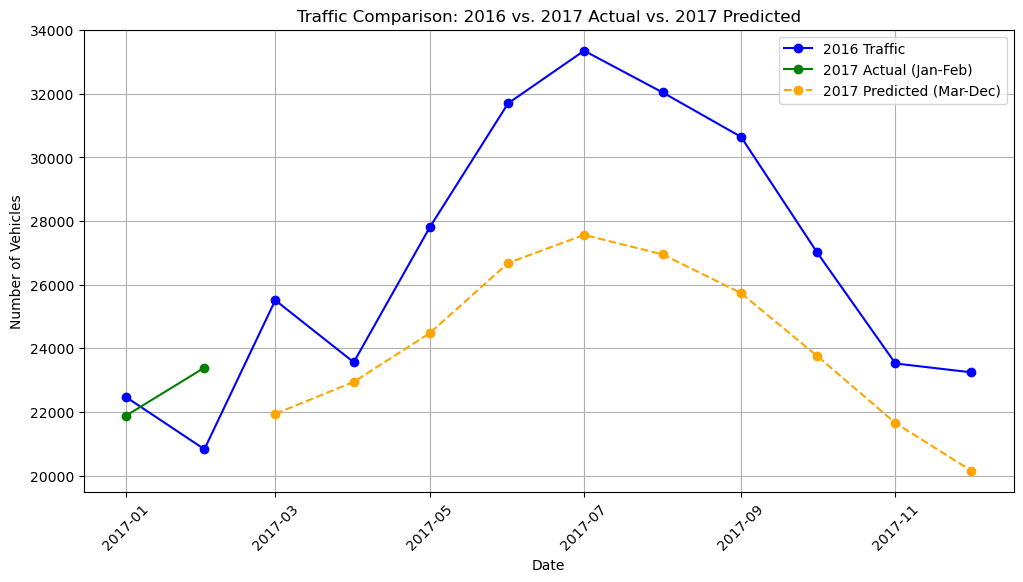 Traffic Comparison: 2016 vs. 2017 Actual vs. 2017 Predicted
34000
32000
30000
28000
26000
24000
22000
20000
Number of Vehicles
2016 Traffic
2017 Actual (Jan-Feb)
2017 Predicted (Mar-Dec)
2017-01
2017-03
2017-05
2017-07
2017-09
2017-11
Date